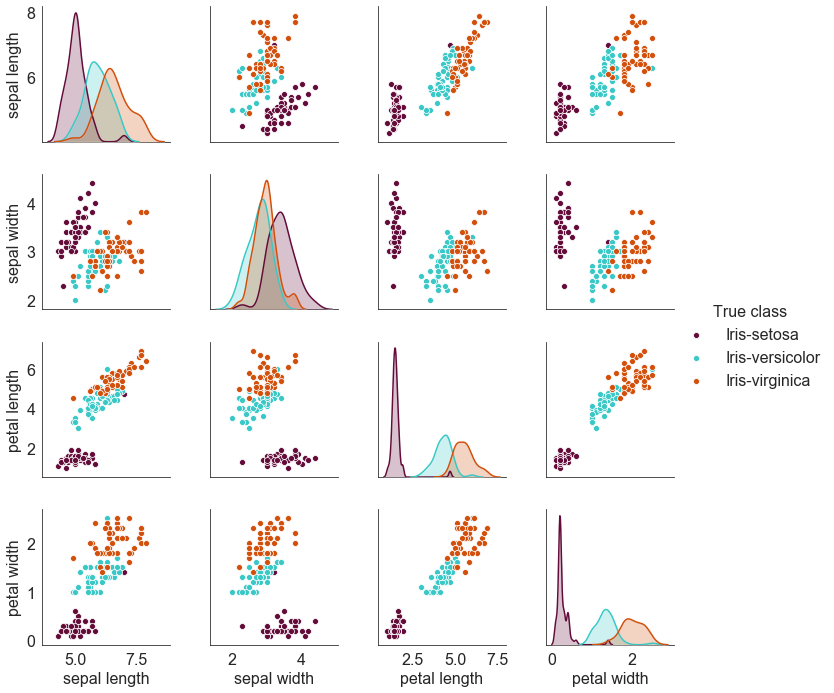 8
6
sepal length
4
3
2
sepal width
6
4
2
petal length
2
1
0
petal width
5.0 7.5
sepal length
2 4
sepal width
2.5 5.0 7.5
petal length
0 2
petal width
True class
Iris-setosa
Iris-versicolor
Iris-virginica